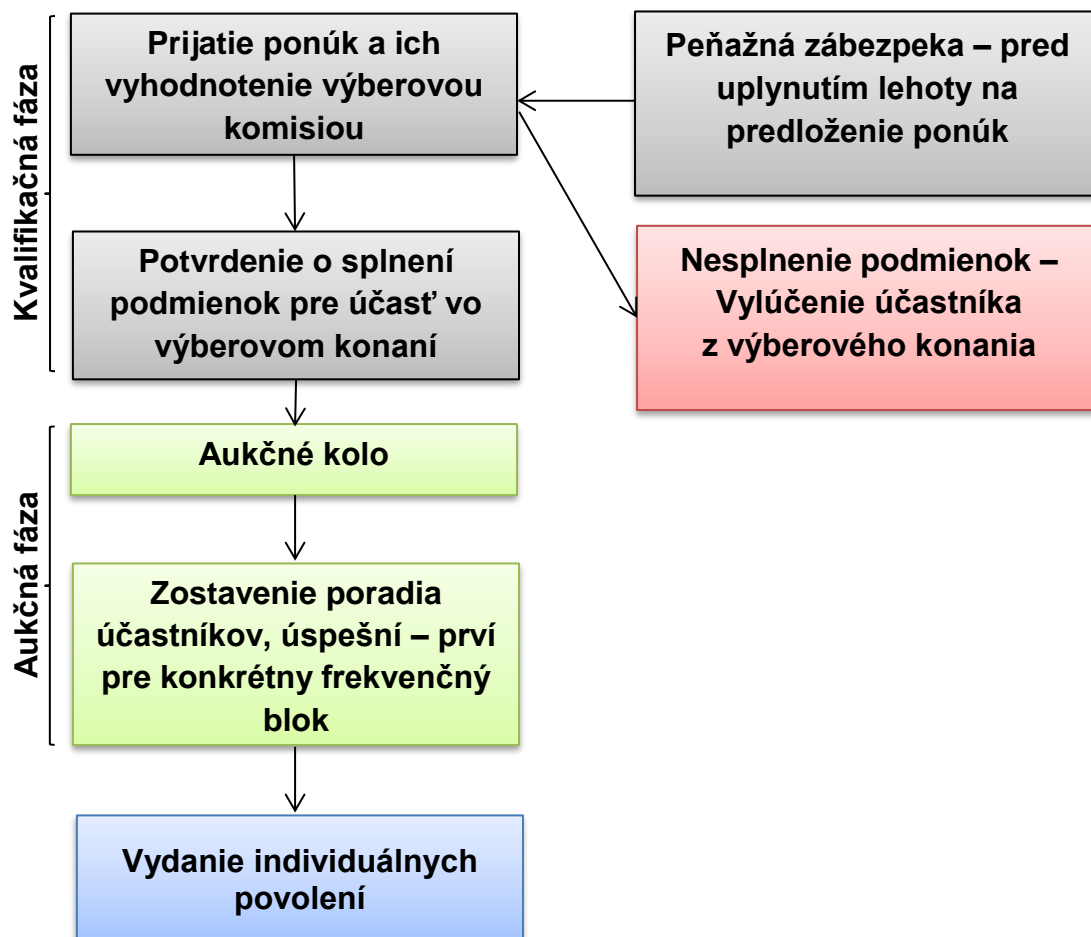 Kvalifikačná fáza
Prijatie ponúk a ich
vyhodnotenie výberovou
komisiou
Peňažná zábezpeka – pred
uplynutím lehoty na
predloženie ponúk
Potvrdenie o splnení
podmienok pre účasť vo
výberovom konaní
Nesplnenie podmienok –
Vylúčenie účastníka
z výberového konania
Aukčná fáza
Aukčné kolo
Zostavenie poradia
účastníkov, úspešní – prví
pre konkrétny frekvenčný
blok
Vydanie individuálnych
povolení